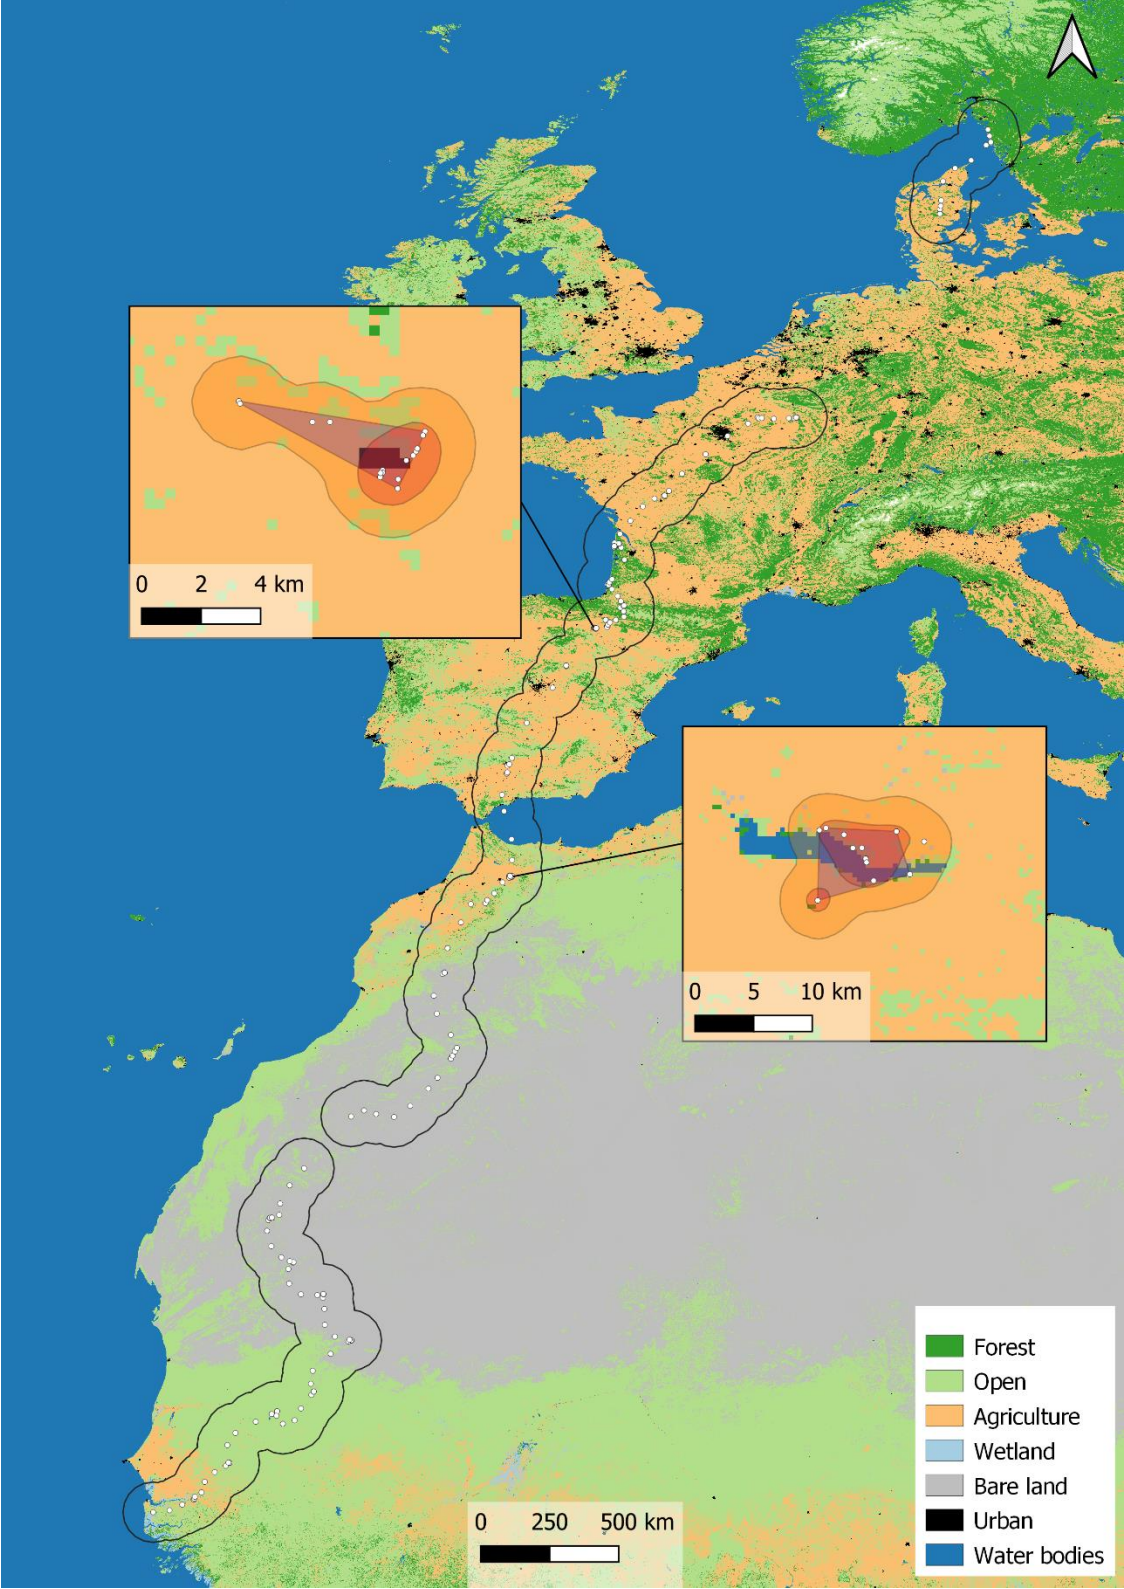 0 2 4 km
0 5 10 km
Forest
Open
Agriculture
Wetland
Bare land
Urban
Water bodies
0 250 500 km